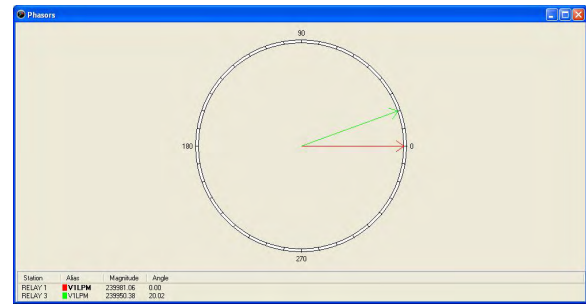 Phasors
90
180
0
270
Station Alias Magnitude Angle
RELAY 1 V1LPM 239981.06 0.00
RELAY 3 V1LPM 239950.38 20.02